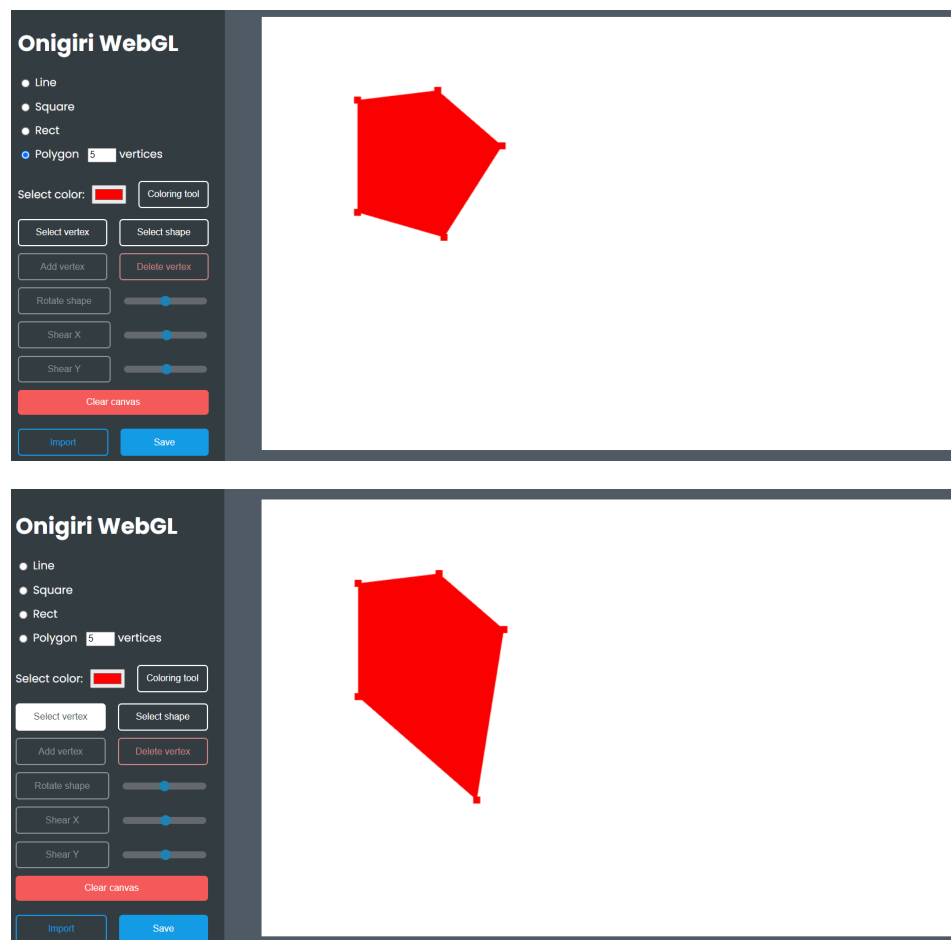 Onigiri WebGL
Line
Square
Rect
Polygon 5 vertices
Select color: Coloring tool
Select vertex Select shape
Add vertex Delete vertex
Rotate shape
Shear X
Shear Y
Clear canvas
Import Save
Onigiri WebGL
Line
Square
Rect
Polygon 5 vertices
Select color: Coloring tool
Select vertex Select shape
Add vertex Delete vertex
Rotate shape
Shear X
Shear Y
Clear canvas
Import Save